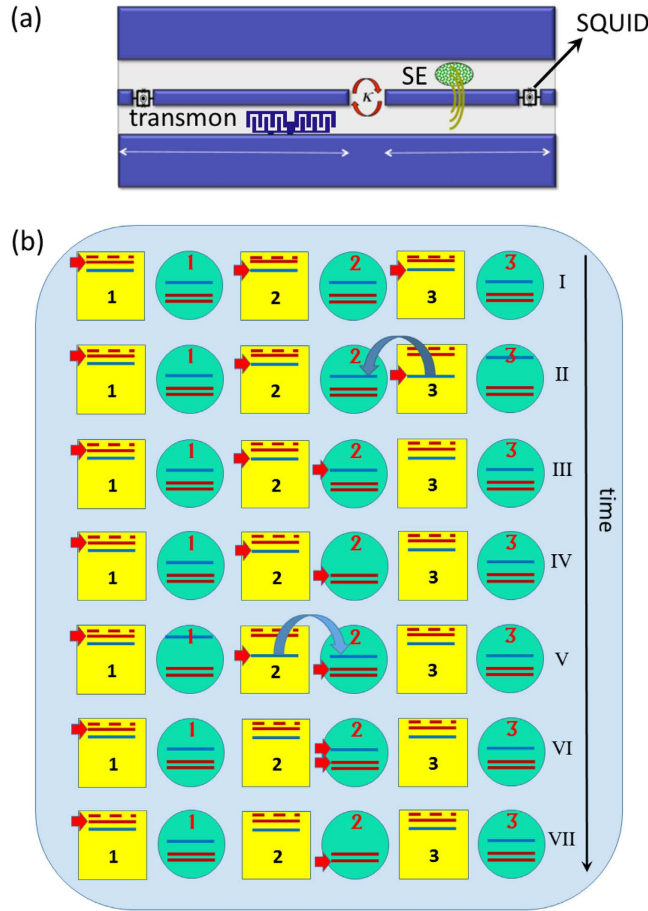 (a)
SQUID
SE
κ
transmon
(b)
1 1 2 2 3 3 I
1 1 2 2 3 3 II
1 1 2 2 3 3 III
1 1 2 2 3 3 IV
1 1 2 2 3 3 V
1 1 2 2 3 3 VI
1 1 2 2 3 3 VII
time